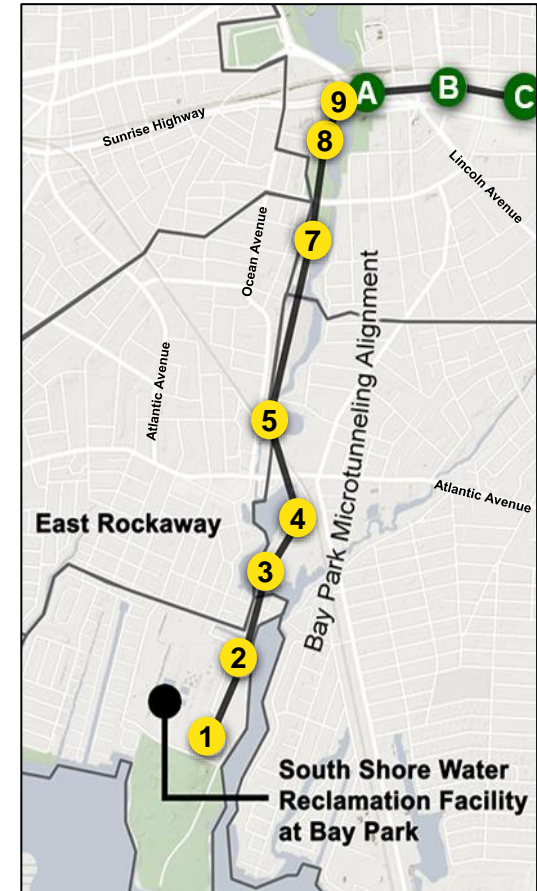 9
A
B
C
Sunrise Highway
8
Lincoln Avenue
7
Ocean Avenue
Bay Park Microtunneling Alignment
Atlantic Avenue
5
Atlantic Avenue
4
East Rockaway
3
2
1
South Shore Water
Reclamation Facility
at Bay Park